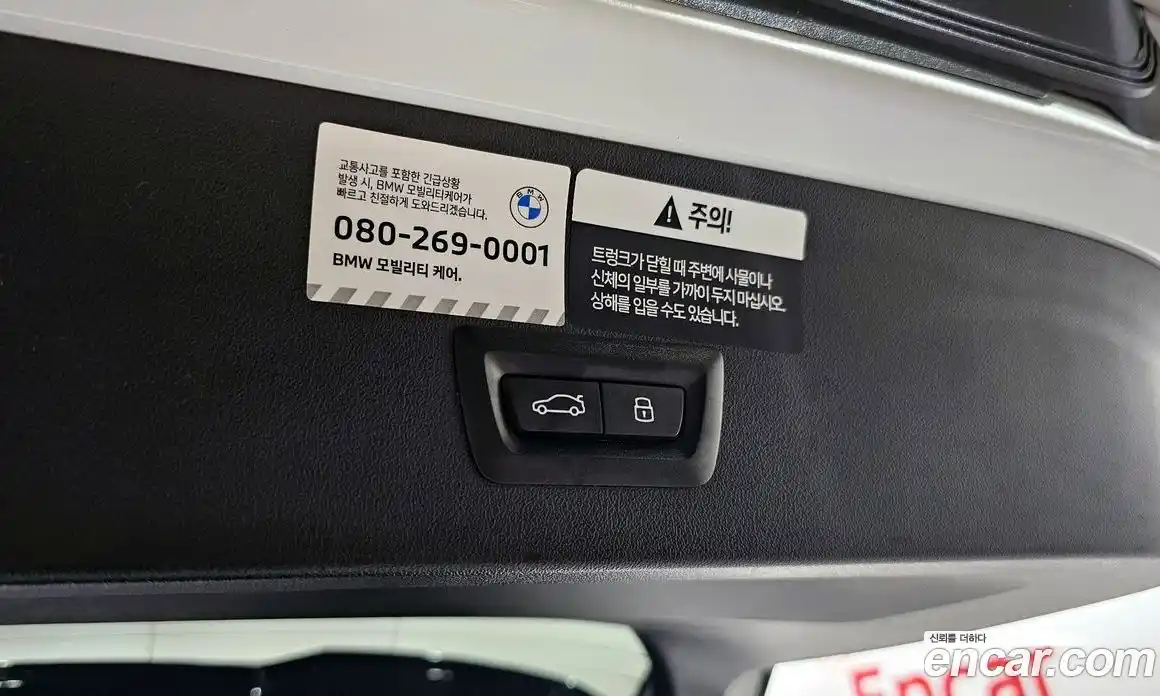 교통사고를 포함한 긴급상황
발생 시, BMW 모빌리티케어가
빠르고 친절하게 도와드리겠습니다.
BMW
080-269-0001
BMW 모빌리티 케어.
주의!
트렁크가 닫힐 때 주변에 사물이나
신체의 일부를 가까이 두지 마십시오.
상해를 입을 수도 있습니다.
신뢰를 더하다
encar.com
Encar